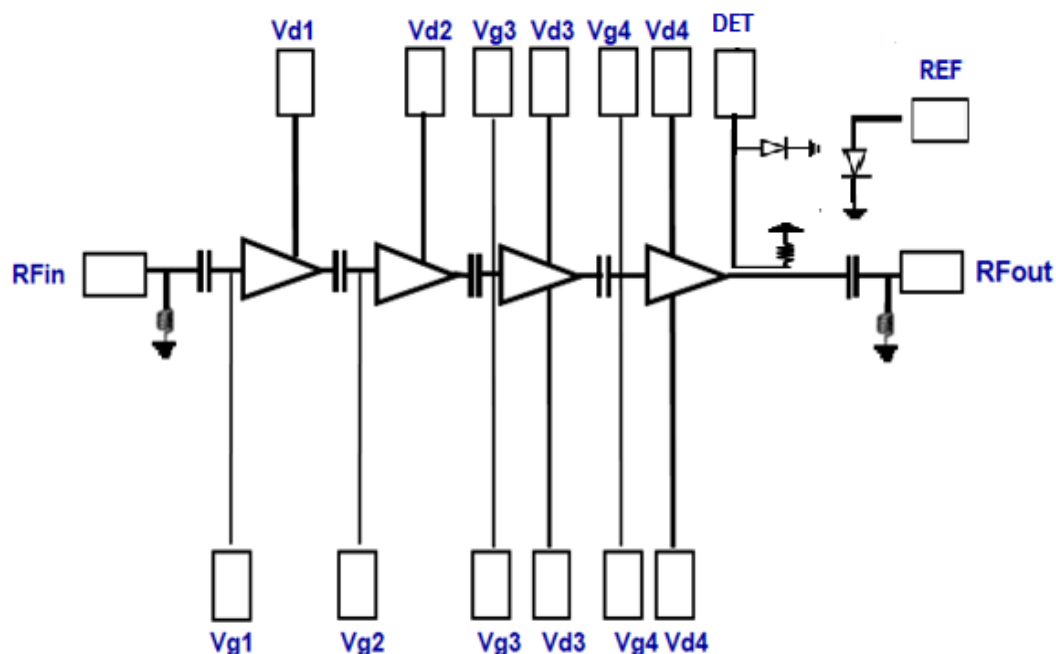 Vd1
Vd2
Vg3
Vd3
Vg4
Vd4
DET
REF
RFin
RFout
Vg1
Vg2
Vg3
Vd3
Vg4
Vd4